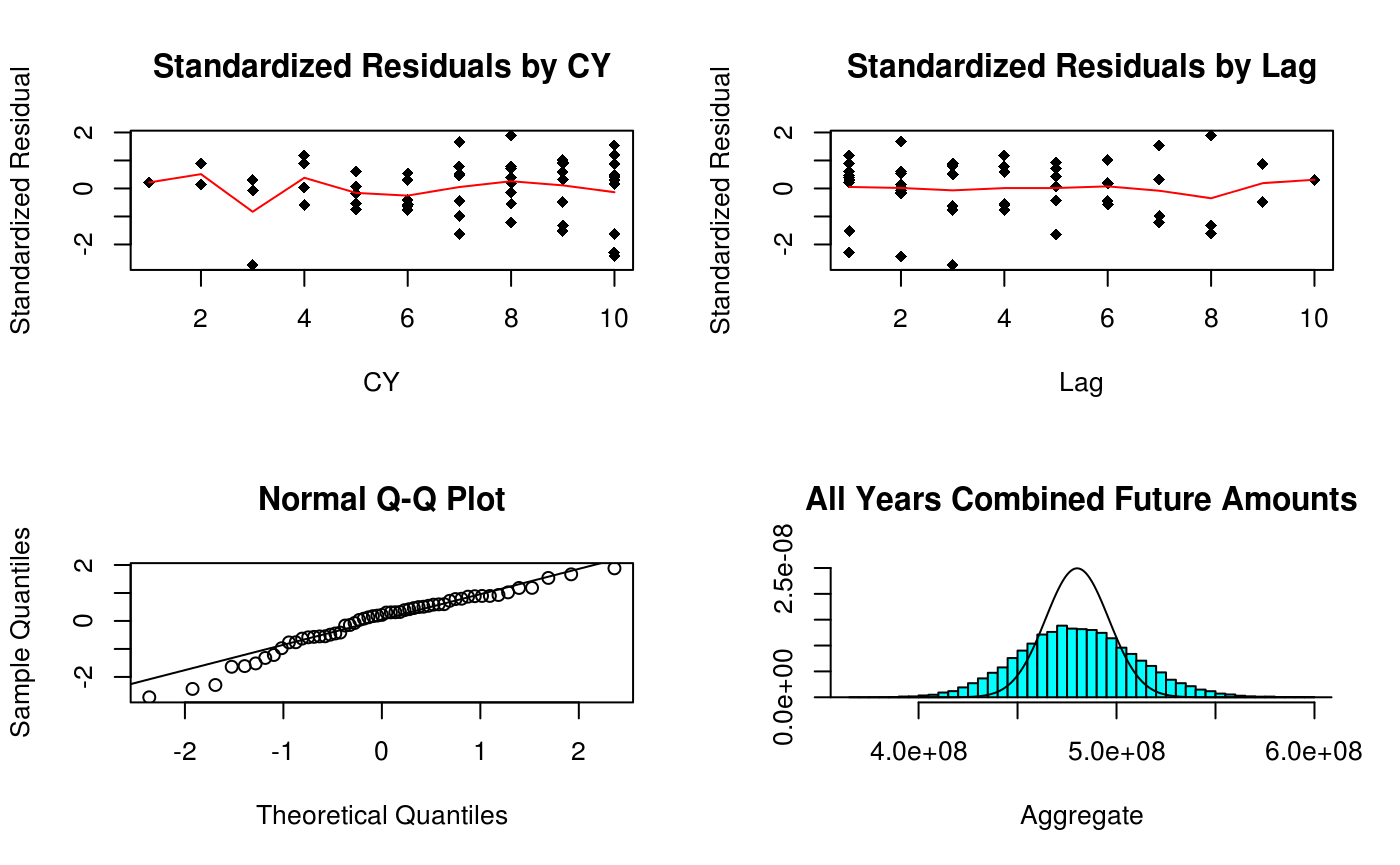 Standardized Residuals by CY
Standardized Residual
2
0
-2
2 4 6 8 10
CY
Standardized Residuals by Lag
Standardized Residual
2
0
-2
2 4 6 8 10
Lag
Normal Q-Q Plot
Sample Quantiles
2
0
-2
-2 -1 0 1 2
Theoretical Quantiles
All Years Combined Future Amounts
2.5e-08
0.0e+00
4.0e+08 5.0e+08 6.0e+08
Aggregate